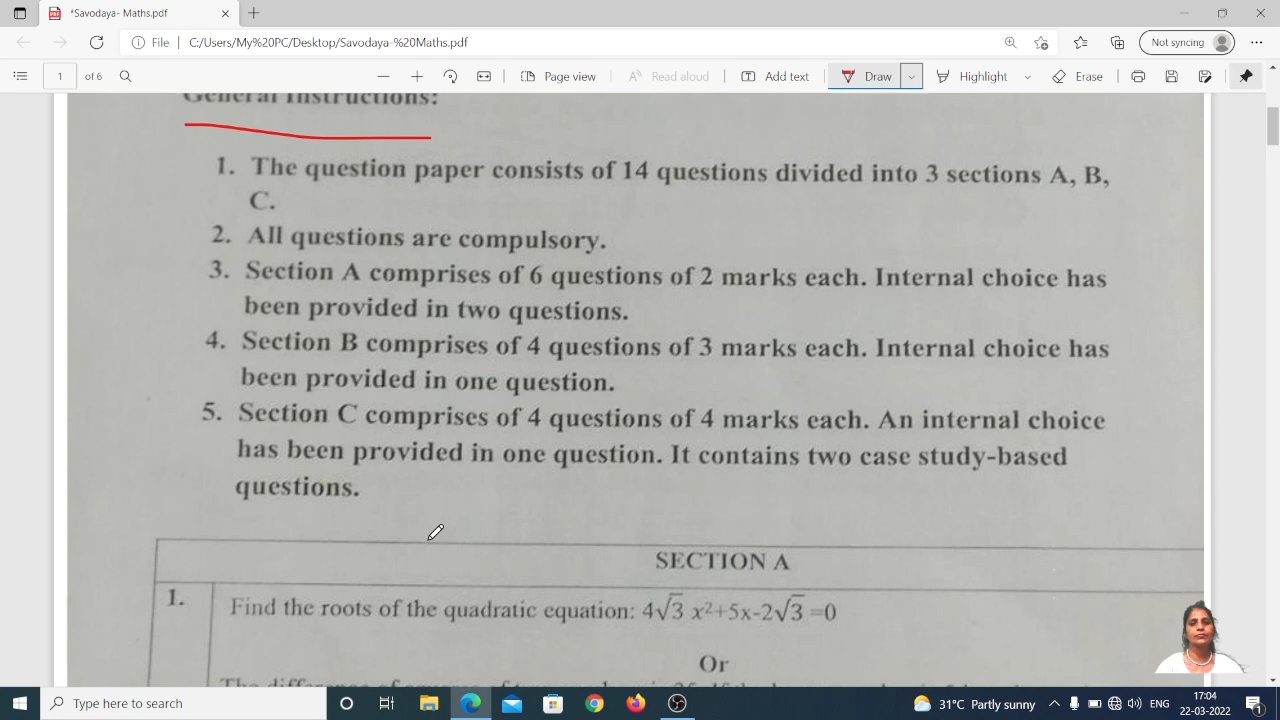 *Savodaya- Maths.pdf
File C:/Users/My%20PC/Desktop/Savodaya-%20Maths.pdf Not syncing
1 of 6 Page view Read aloud Add text Draw Highlight Erase
General Instructions:
1. The question paper consists of 14 questions divided into 3 sections A, B,
C.
2. All questions are compulsory.
3. Section A comprises of 6 questions of 2 marks each. Internal choice has
been provided in two questions.
4. Section B comprises of 4 questions of 3 marks each. Internal choice has
been provided in one question.
5. Section C comprises of 4 questions of 4 marks each. An internal choice
has been provided in one question. It contains two case study-based
questions.
SECTION A
1. Find the roots of the quadratic equation: 4√3 x²+5x-2√3 =0
Or
Type here to search 31°C Partly sunny ENG 17:04
22-03-2022